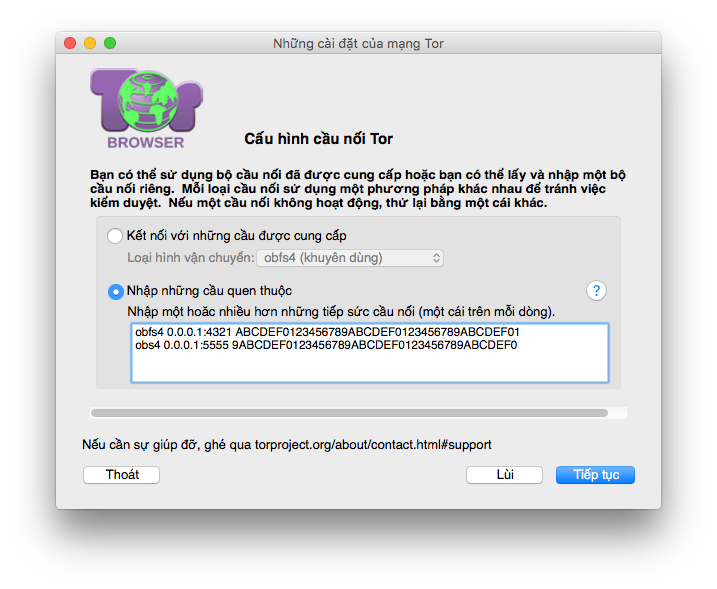 Những cài đặt của mạng Tor
Tor
BROWSER
Cấu hình cầu nối Tor
Bạn có thể sử dụng bộ cầu nối đã được cung cấp hoặc bạn có thể lấy và nhập một bộ
cầu nối riêng. Mỗi loại cầu nối sử dụng một phương pháp khác nhau để tránh việc
kiểm duyệt. Nếu một cầu nối không hoạt động, thử lại bằng một cái khác.
Kết nối với những cầu được cung cấp
Loại hình vận chuyển: obfs4 (khuyên dùng)
Nhập những cầu quen thuộc ?
Nhập một hoăc nhiều hơn những tiếp sức cầu nối (một cái trên mỗi dòng).
obfs4 0.0.0.1:4321 ABCDEF0123456789ABCDEF0123456789ABCDEF01
obs4 0.0.0.1:5555 9ABCDEF0123456789ABCDEF0123456789ABCDEF0
Nếu cần sự giúp đỡ, ghé qua torproject.org/about/contact.html#support
Thoát Lùi Tiếp tục